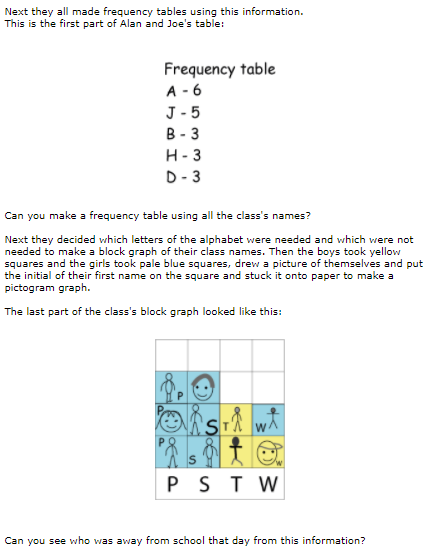 Next they all made frequency tables using this information.
This is the first part of Alan and Joe's table:
Frequency table
A - 6
J - 5
B - 3
H - 3
D - 3
Can you make a frequency table using all the class's names?
Next they decided which letters of the alphabet were needed and which were not
needed to make a block graph of their class names. Then the boys took yellow
squares and the girls took pale blue squares, drew a picture of themselves and put
the initial of their first name on the square and stuck it onto paper to make a
pictogram graph.
The last part of the class's block graph looked like this:
P
P S T W
P S W
P S T W
Can you see who was away from school that day from this information?